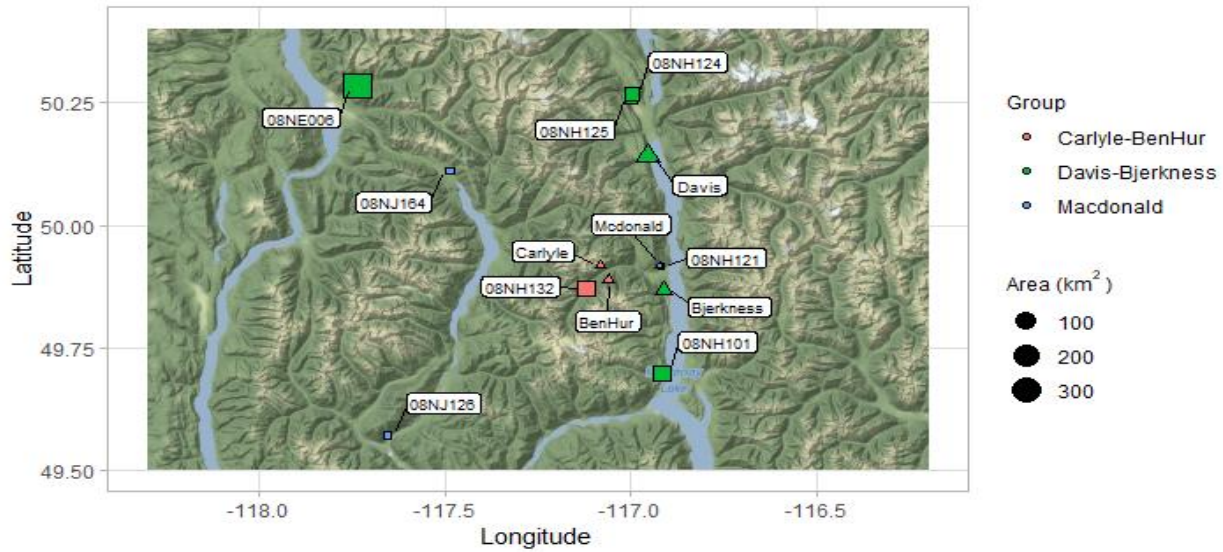 08NH124
50.25
08NE006
08NH125
Davis
08NJ164
50.00
Mcdonald
Carlyle
08NH121
08NH132
Bjerkness
BenHur
49.75
08NH101
Lake
08NJ126
49.50
-118.0
-117.5
-117.0
-116.5
Longitude
Latitude
Group
Carlyle-BenHur
Davis-Bjerkness
Macdonald
Area (km²)
100
200
300